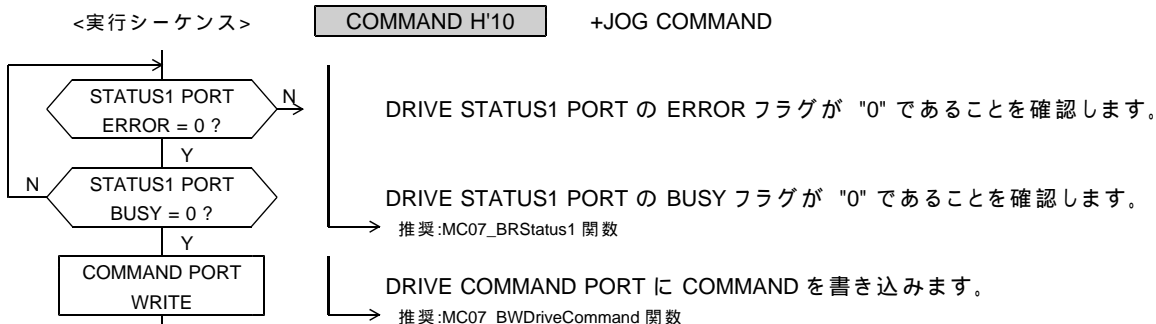 <実行シーケンス>  COMMAND H'10  +JOG COMMAND
STATUS1 PORT
ERROR = 0 ?
N
DRIVE STATUS1 PORT の ERROR フラグが "0" であることを確認します。
Y
N
STATUS1 PORT
BUSY = 0 ?
DRIVE STATUS1 PORT の BUSY フラグが "0" であることを確認します。
推奨:MC07_BRStatus1 関数
Y
COMMAND PORT
WRITE
DRIVE COMMAND PORT に COMMAND を書き込みます。
推奨:MC07_BWDriveCommand 関数